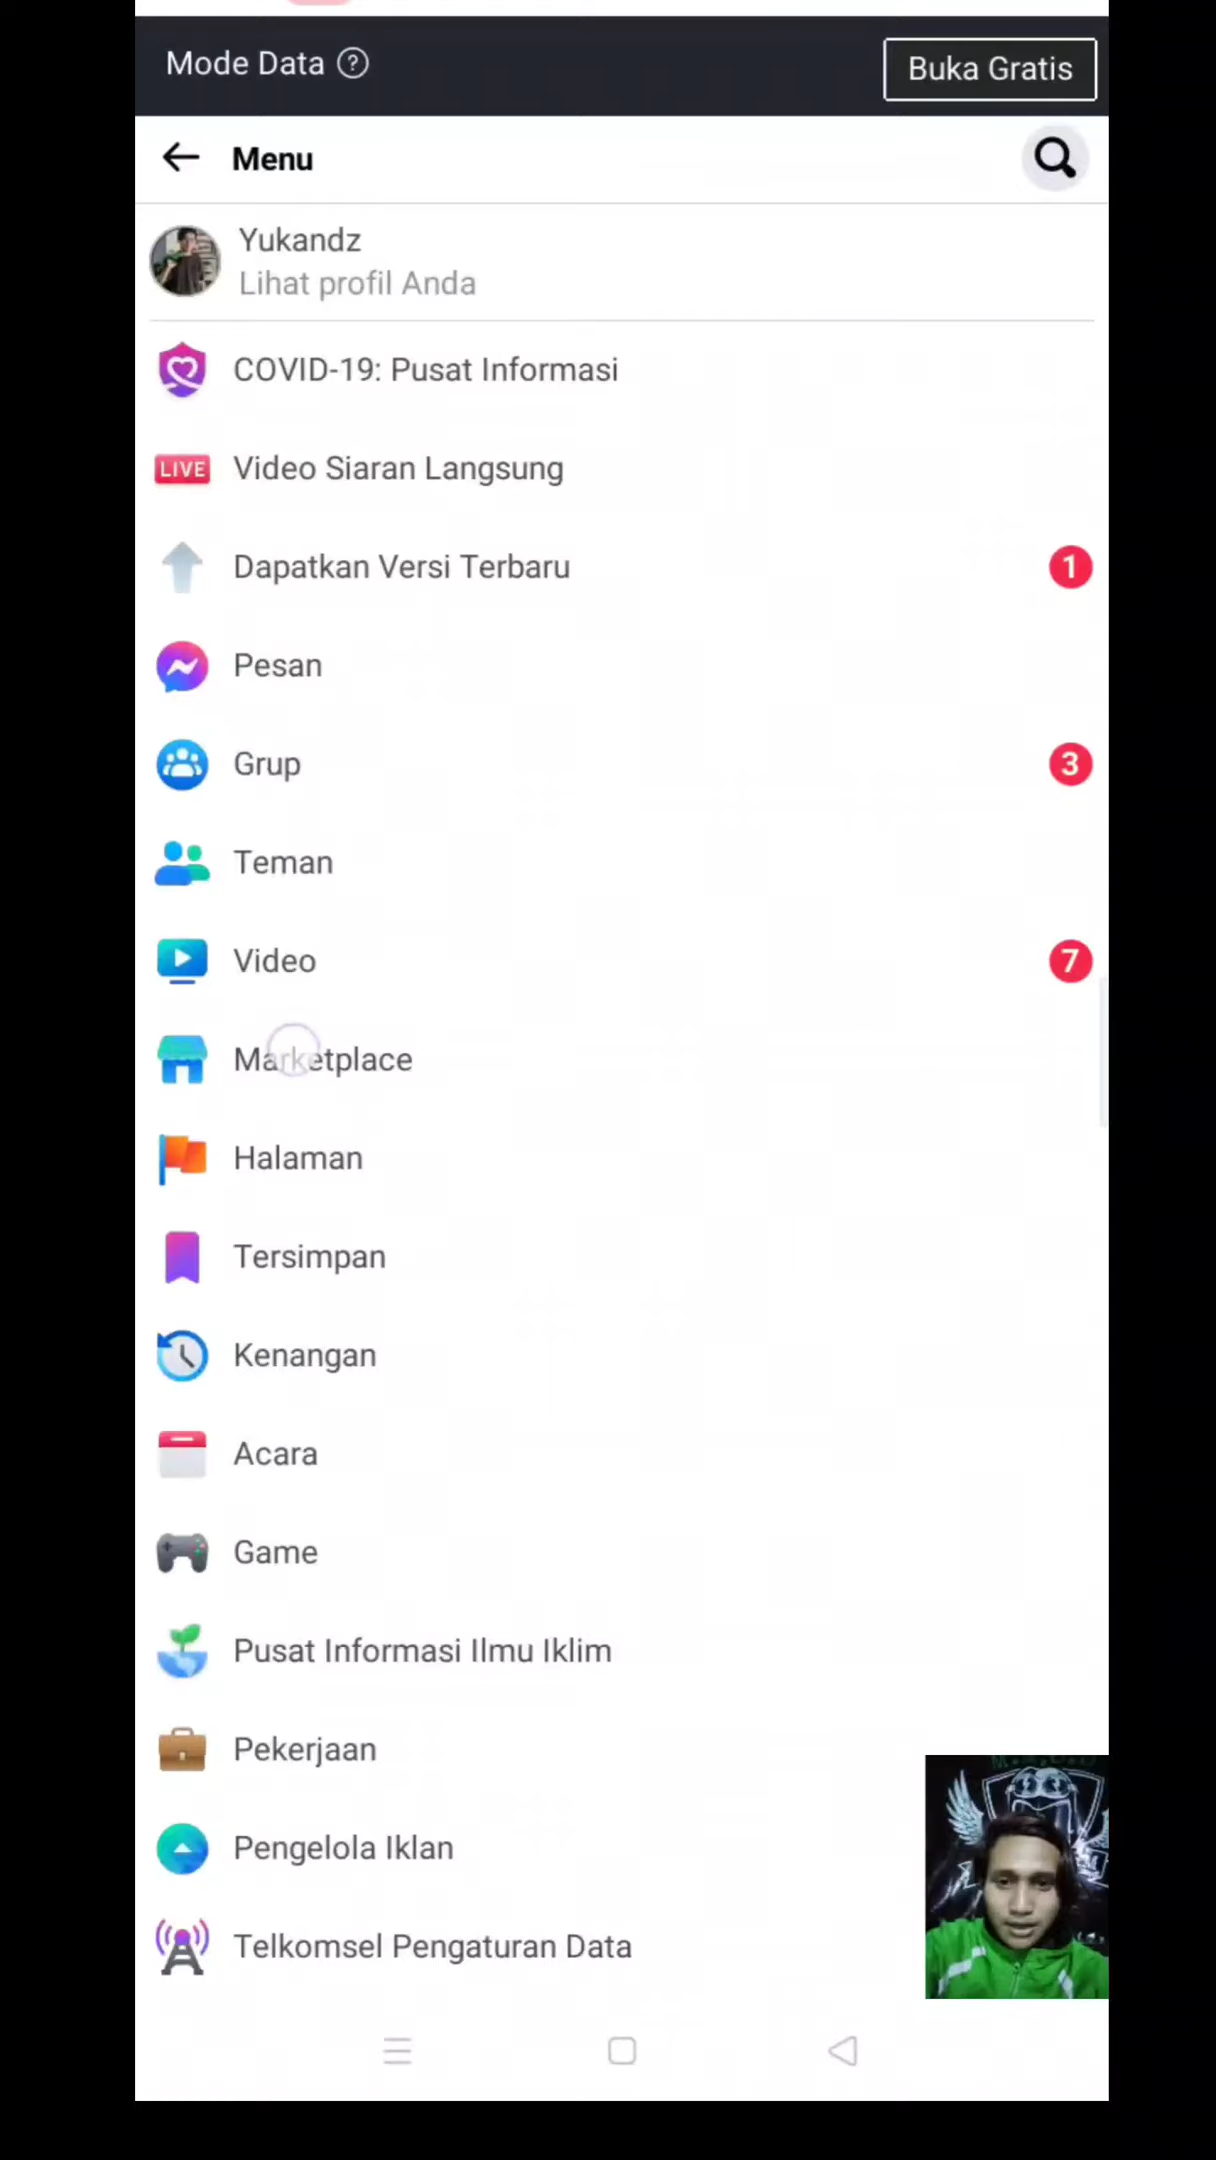 Mode Data ?
Buka Gratis
Menu
Yukandz
Lihat profil Anda
COVID-19: Pusat Informasi
LIVE Video Siaran Langsung
Dapatkan Versi Terbaru 1
Pesan
Grup 3
Teman
Video 7
Marketplace
Halaman
Tersimpan
Kenangan
Acara
Game
Pusat Informasi Ilmu Iklim
Pekerjaan
Pengelola Iklan
Telkomsel Pengaturan Data